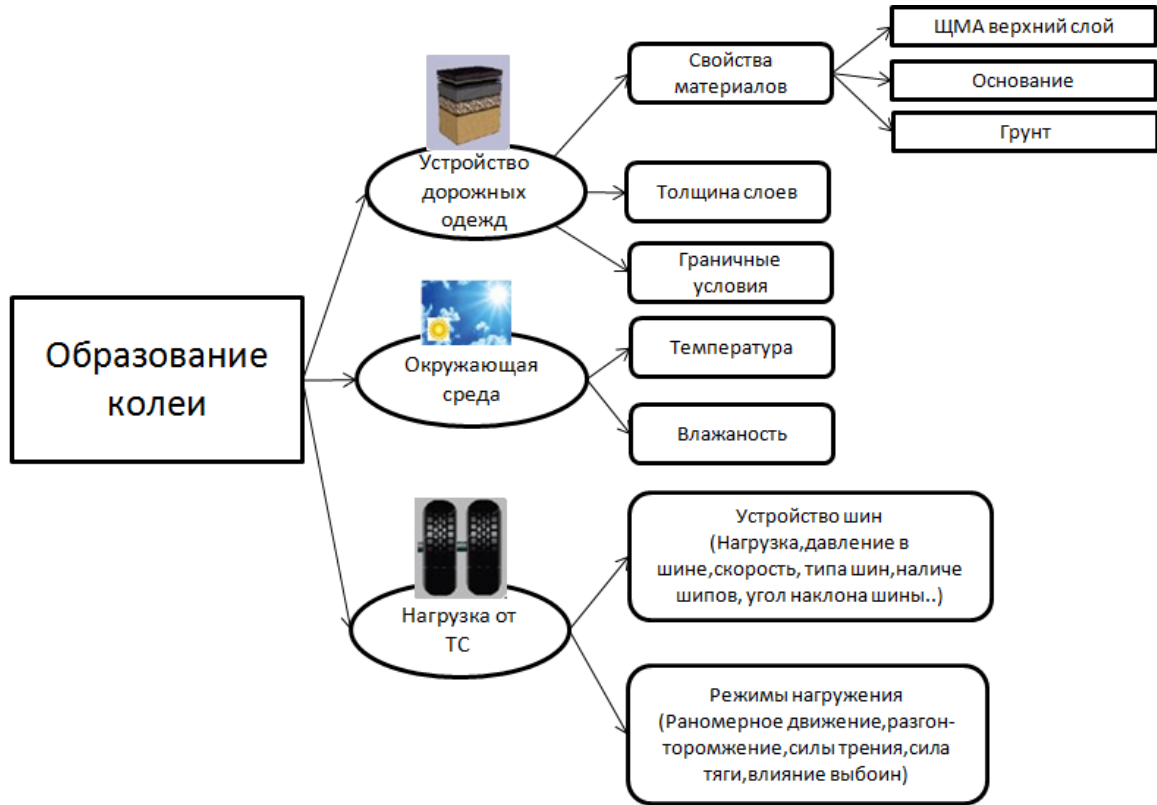 Образование
колеи
Устройство
дорожных
одежд
Свойства
материалов
ЩМА верхний слой
Основание
Грунт
Толщина слоев
Граничные
условия
Окружающая
среда
Температура
Влажаность
Нагрузка от
ТС
Устройство шин
(Нагрузка,давление в
шине,скорость, типа шин,наличе
шипов, угол наклона шины..)
Режимы нагружения
(Раномерное движение,разгон-
торомжение,силы трения,сила
тяги,влияние выбоин)